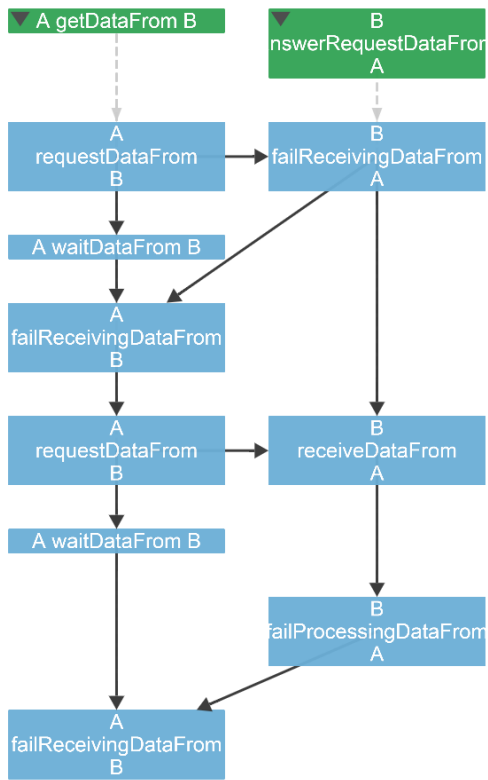 A getDataFrom B
B
nswerRequestDataFron
A
A
requestDataFrom
B
B
failReceivingDataFrom
A
A waitDataFrom B
A
failReceivingDataFrom
B
A
requestDataFrom
B
B
receiveDataFrom
A
A waitDataFrom B
B
failProcessingDataFrom
A
A
failReceivingDataFrom
B